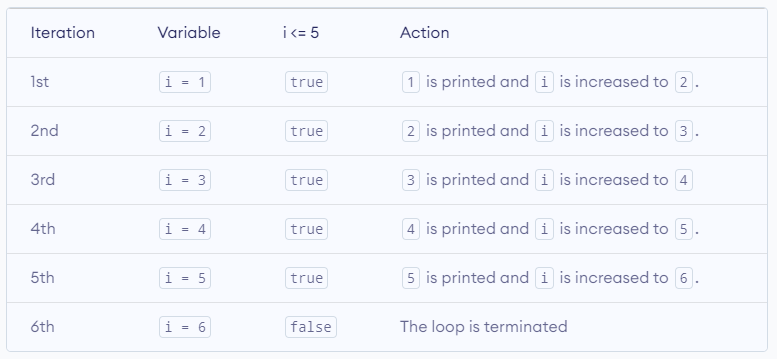 Iteration Variable i <= 5 Action
1st i = 1 true 1 is printed and i is increased to 2.
2nd i = 2 true 2 is printed and i is increased to 3.
3rd i = 3 true 3 is printed and i is increased to 4
4th i = 4 true 4 is printed and i is increased to 5.
5th i = 5 true 5 is printed and i is increased to 6.
6th i = 6 false The loop is terminated